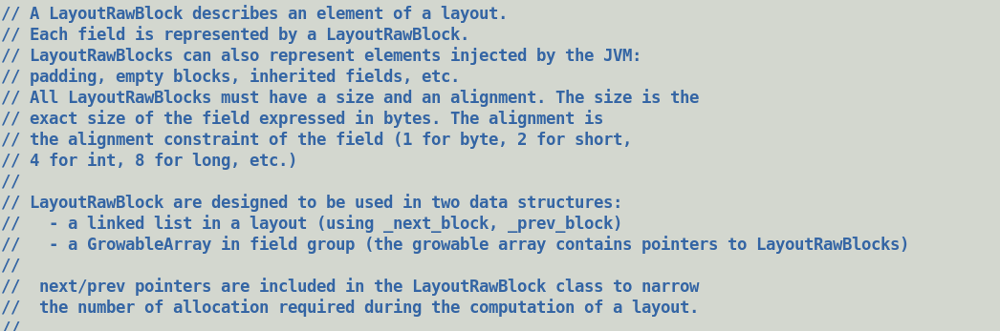 // A LayoutRawBlock describes an element of a layout.
// Each field is represented by a LayoutRawBlock.
// LayoutRawBlocks can also represent elements injected by the JVM:
// padding, empty blocks, inherited fields, etc.
// All LayoutRawBlocks must have a size and an alignment. The size is the
// exact size of the field expressed in bytes. The alignment is
// the alignment constraint of the field (1 for byte, 2 for short,
// 4 for int, 8 for long, etc.)
//
// LayoutRawBlock are designed to be used in two data structures:
//   - a linked list in a layout (using _next_block, _prev_block)
//   - a GrowableArray in field group (the growable array contains pointers to LayoutRawBlocks)
//
//  next/prev pointers are included in the LayoutRawBlock class to narrow
//  the number of allocation required during the computation of a layout.
//